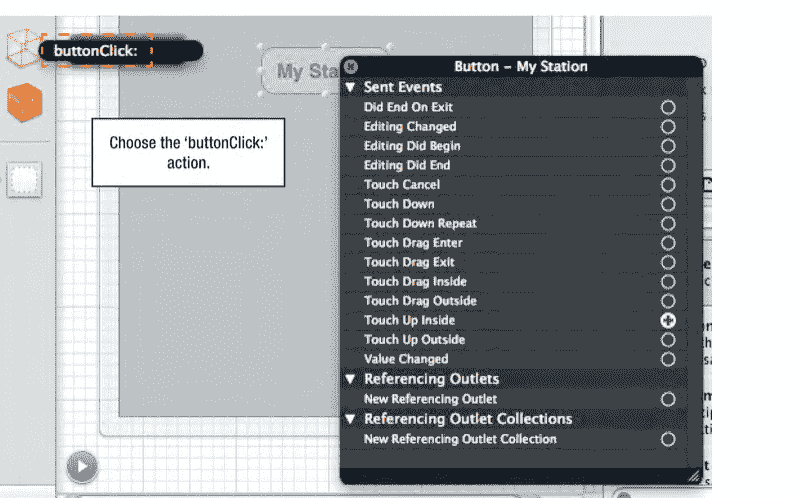 buttonClick:
My Sta
Choose the ‘buttonClick:’
action.
Button – My Station
Sent Events
Did End On Exit
Editing Changed
Editing Did Begin
Editing Did End
Touch Cancel
Touch Down
Touch Down Repeat
Touch Drag Enter
Touch Drag Exit
Touch Drag Inside
Touch Drag Outside
Touch Up Inside
Touch Up Outside
Value Changed
Referencing Outlets
New Referencing Outlet
Referencing Outlet Collections
New Referencing Outlet Collection